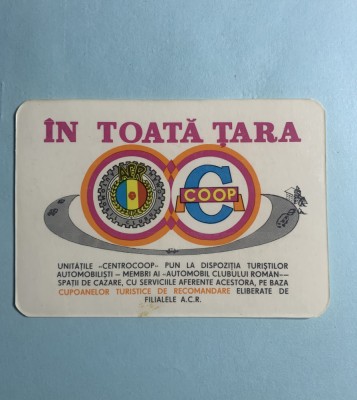 ÎN TOATĂ ȚARA
A.C.R.
COOP
C
UNITAȚILE -CENTROCOOP- PUN LA DISPOZIȚIA TURIȘTILOR
AUTOMOBILIȘTI - MEMBRI AI -AUTOMOBIL CLUBULUI ROMAN-
SPAȚII DE CAZARE, CU SERVICIILE AFERENTE ACESTORA, PE BAZA
CUPOANELOR TURISTICE DE RECOMANDARE ELIBERATE DE
FILIALELE A.C.R.